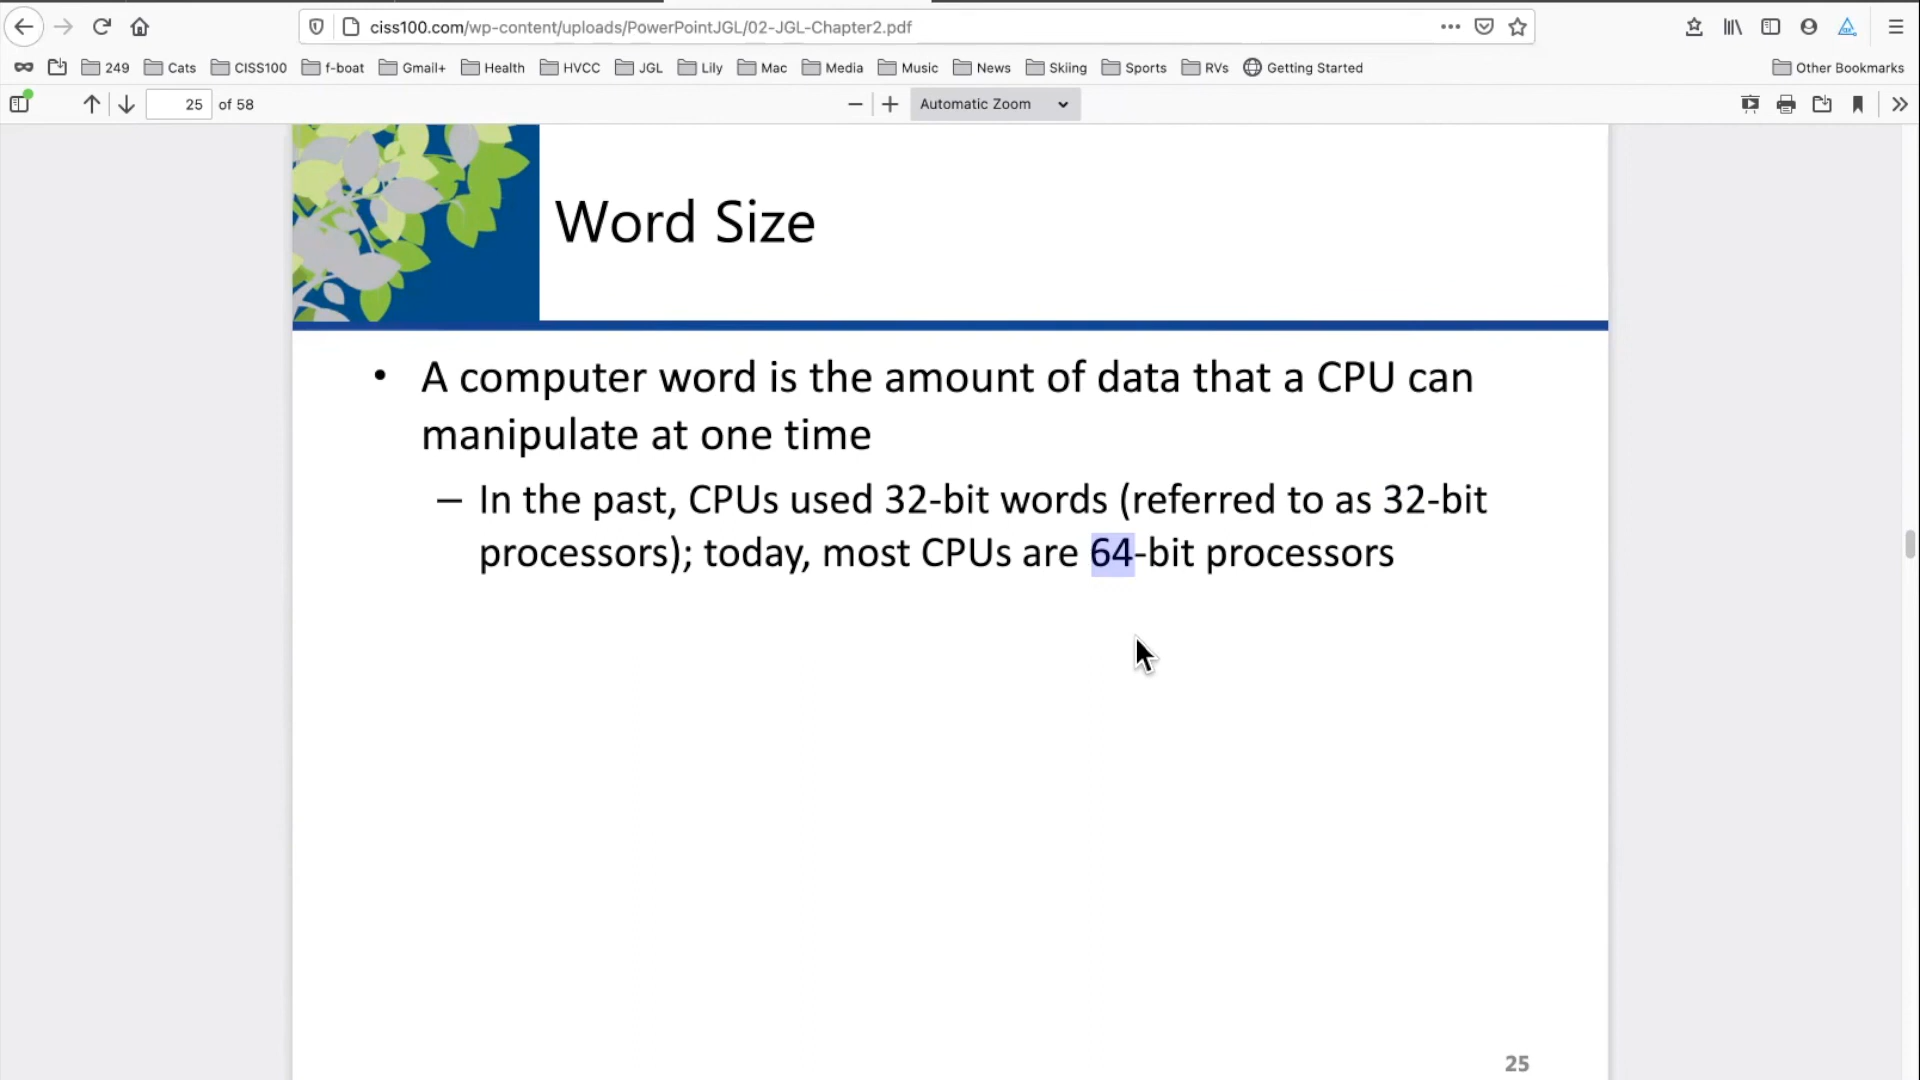 ciss100.com/wp-content/uploads/PowerPointJGL/02-JGL-Chapter2.pdf
249 Cats CISS100 f-boat Gmail+ Health HVCC JGL Lily Mac Media Music News Skiing Sports RVs Getting Started Other Bookmarks
25 of 58 Automatic Zoom
Word Size
• A computer word is the amount of data that a CPU can
manipulate at one time
– In the past, CPUs used 32-bit words (referred to as 32-bit
processors); today, most CPUs are 64-bit processors
25